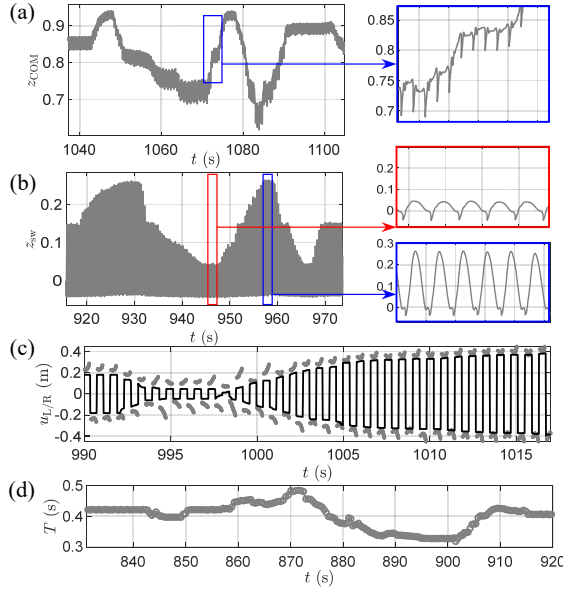 (a)
z_COM
0.9
0.8
0.7
1040 1060 1080 1100
t (s)
0.85
0.8
0.75
0.7
(b)
z_sw
0.2
0.1
0
920 930 940 950 960 970
t (s)
0.2
0.1
0
0.3
0.2
0.1
0
(c)
u_L/R (m)
0.4
0.2
0
-0.2
-0.4
990 995 1000 1005 1010 1015
t (s)
(d)
T (s)
0.5
0.4
0.3
840 850 860 870 880 890 900 910 920
t (s)